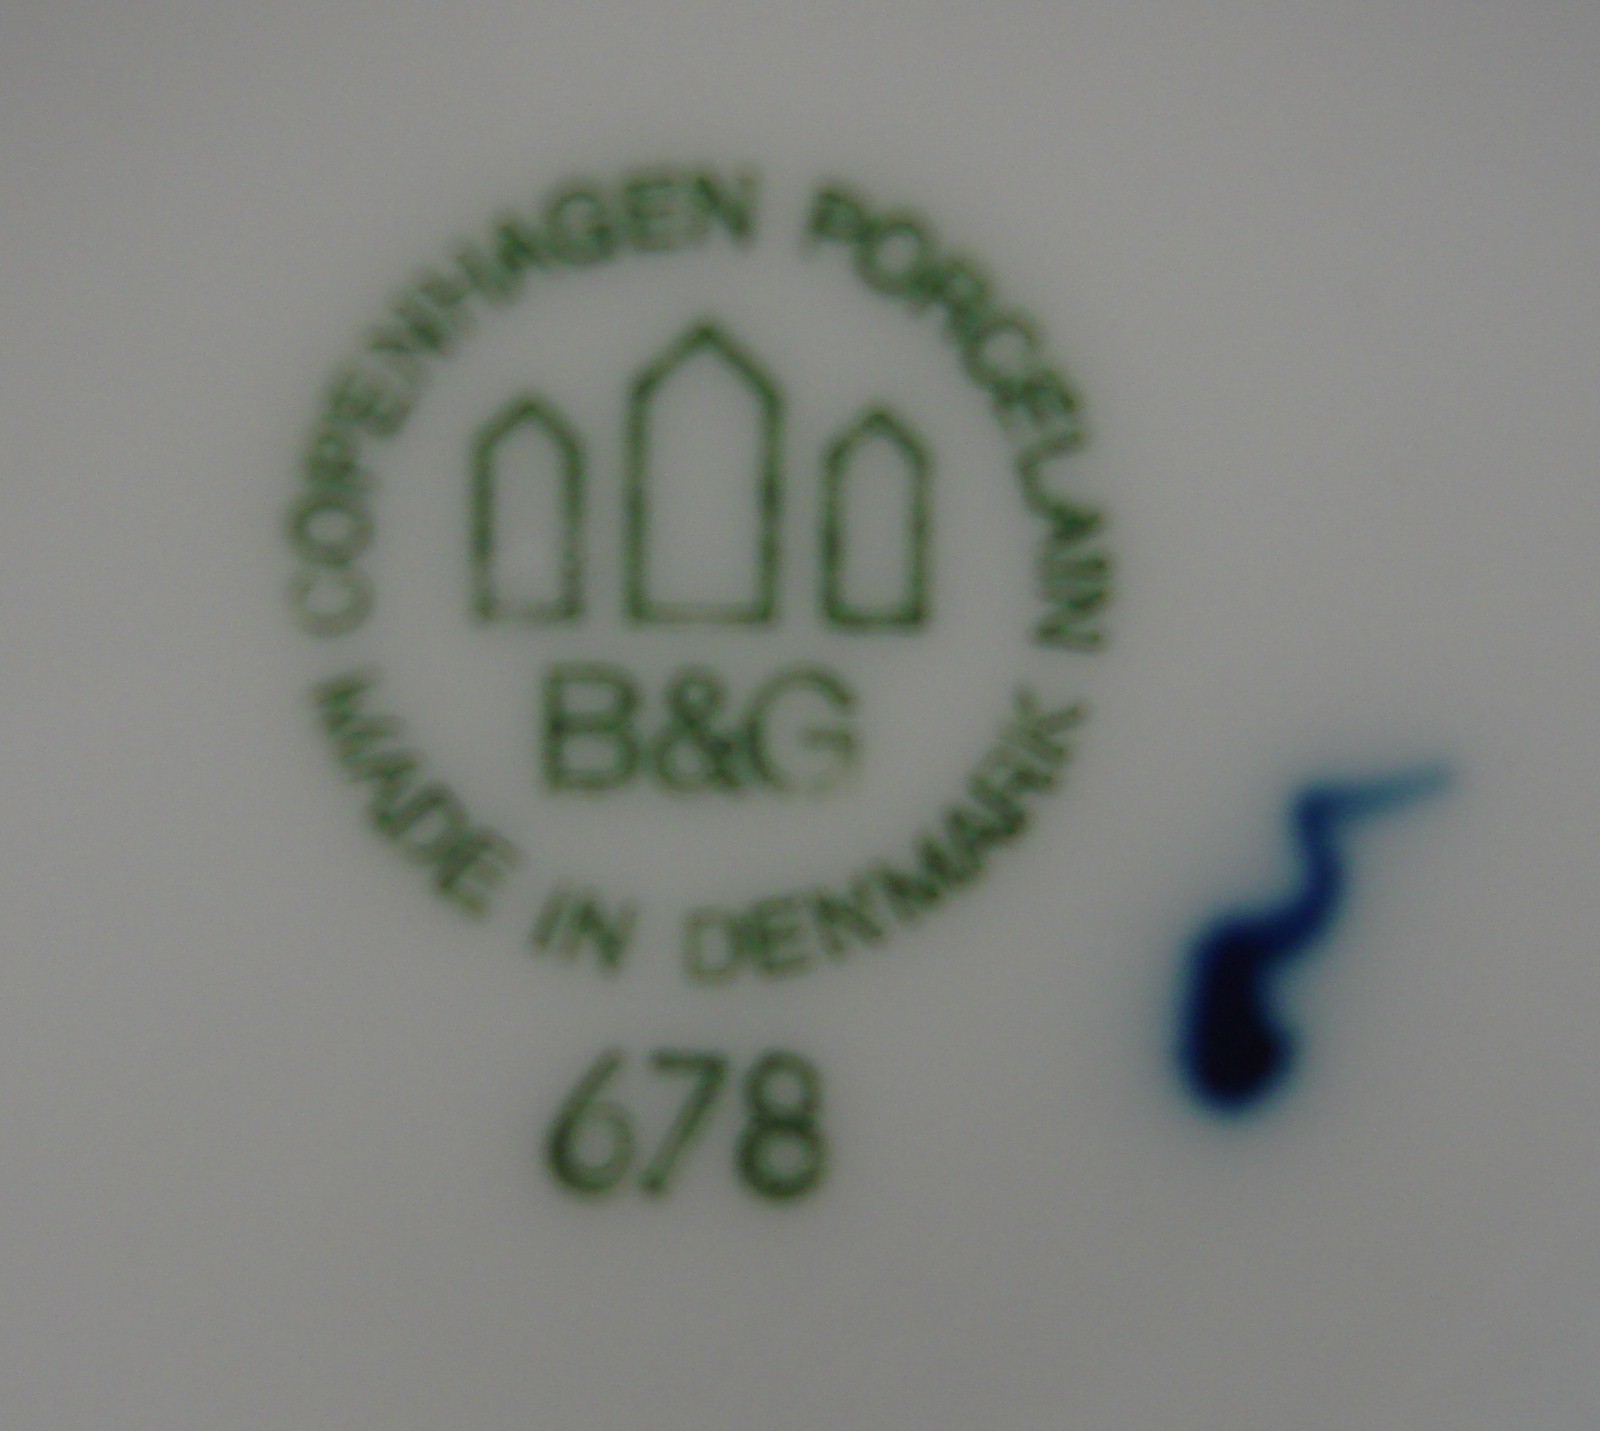 COPENHAGEN PORCELAIN
B&G
MADE IN DENMARK
678